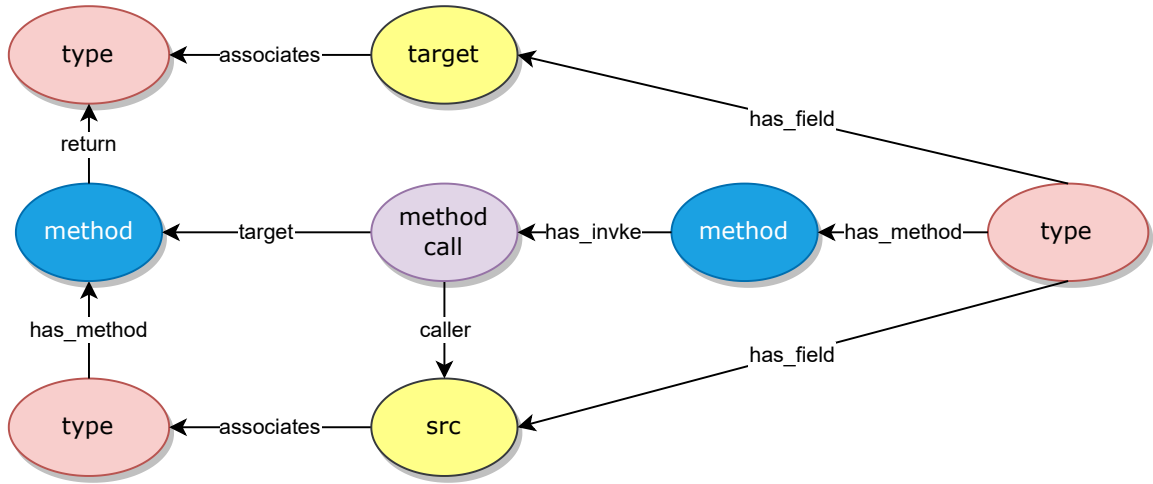 type
associates
target
has_field
return
method
target
method
call
has_invke
method
has_method
type
has_method
caller
has_field
type
associates
src